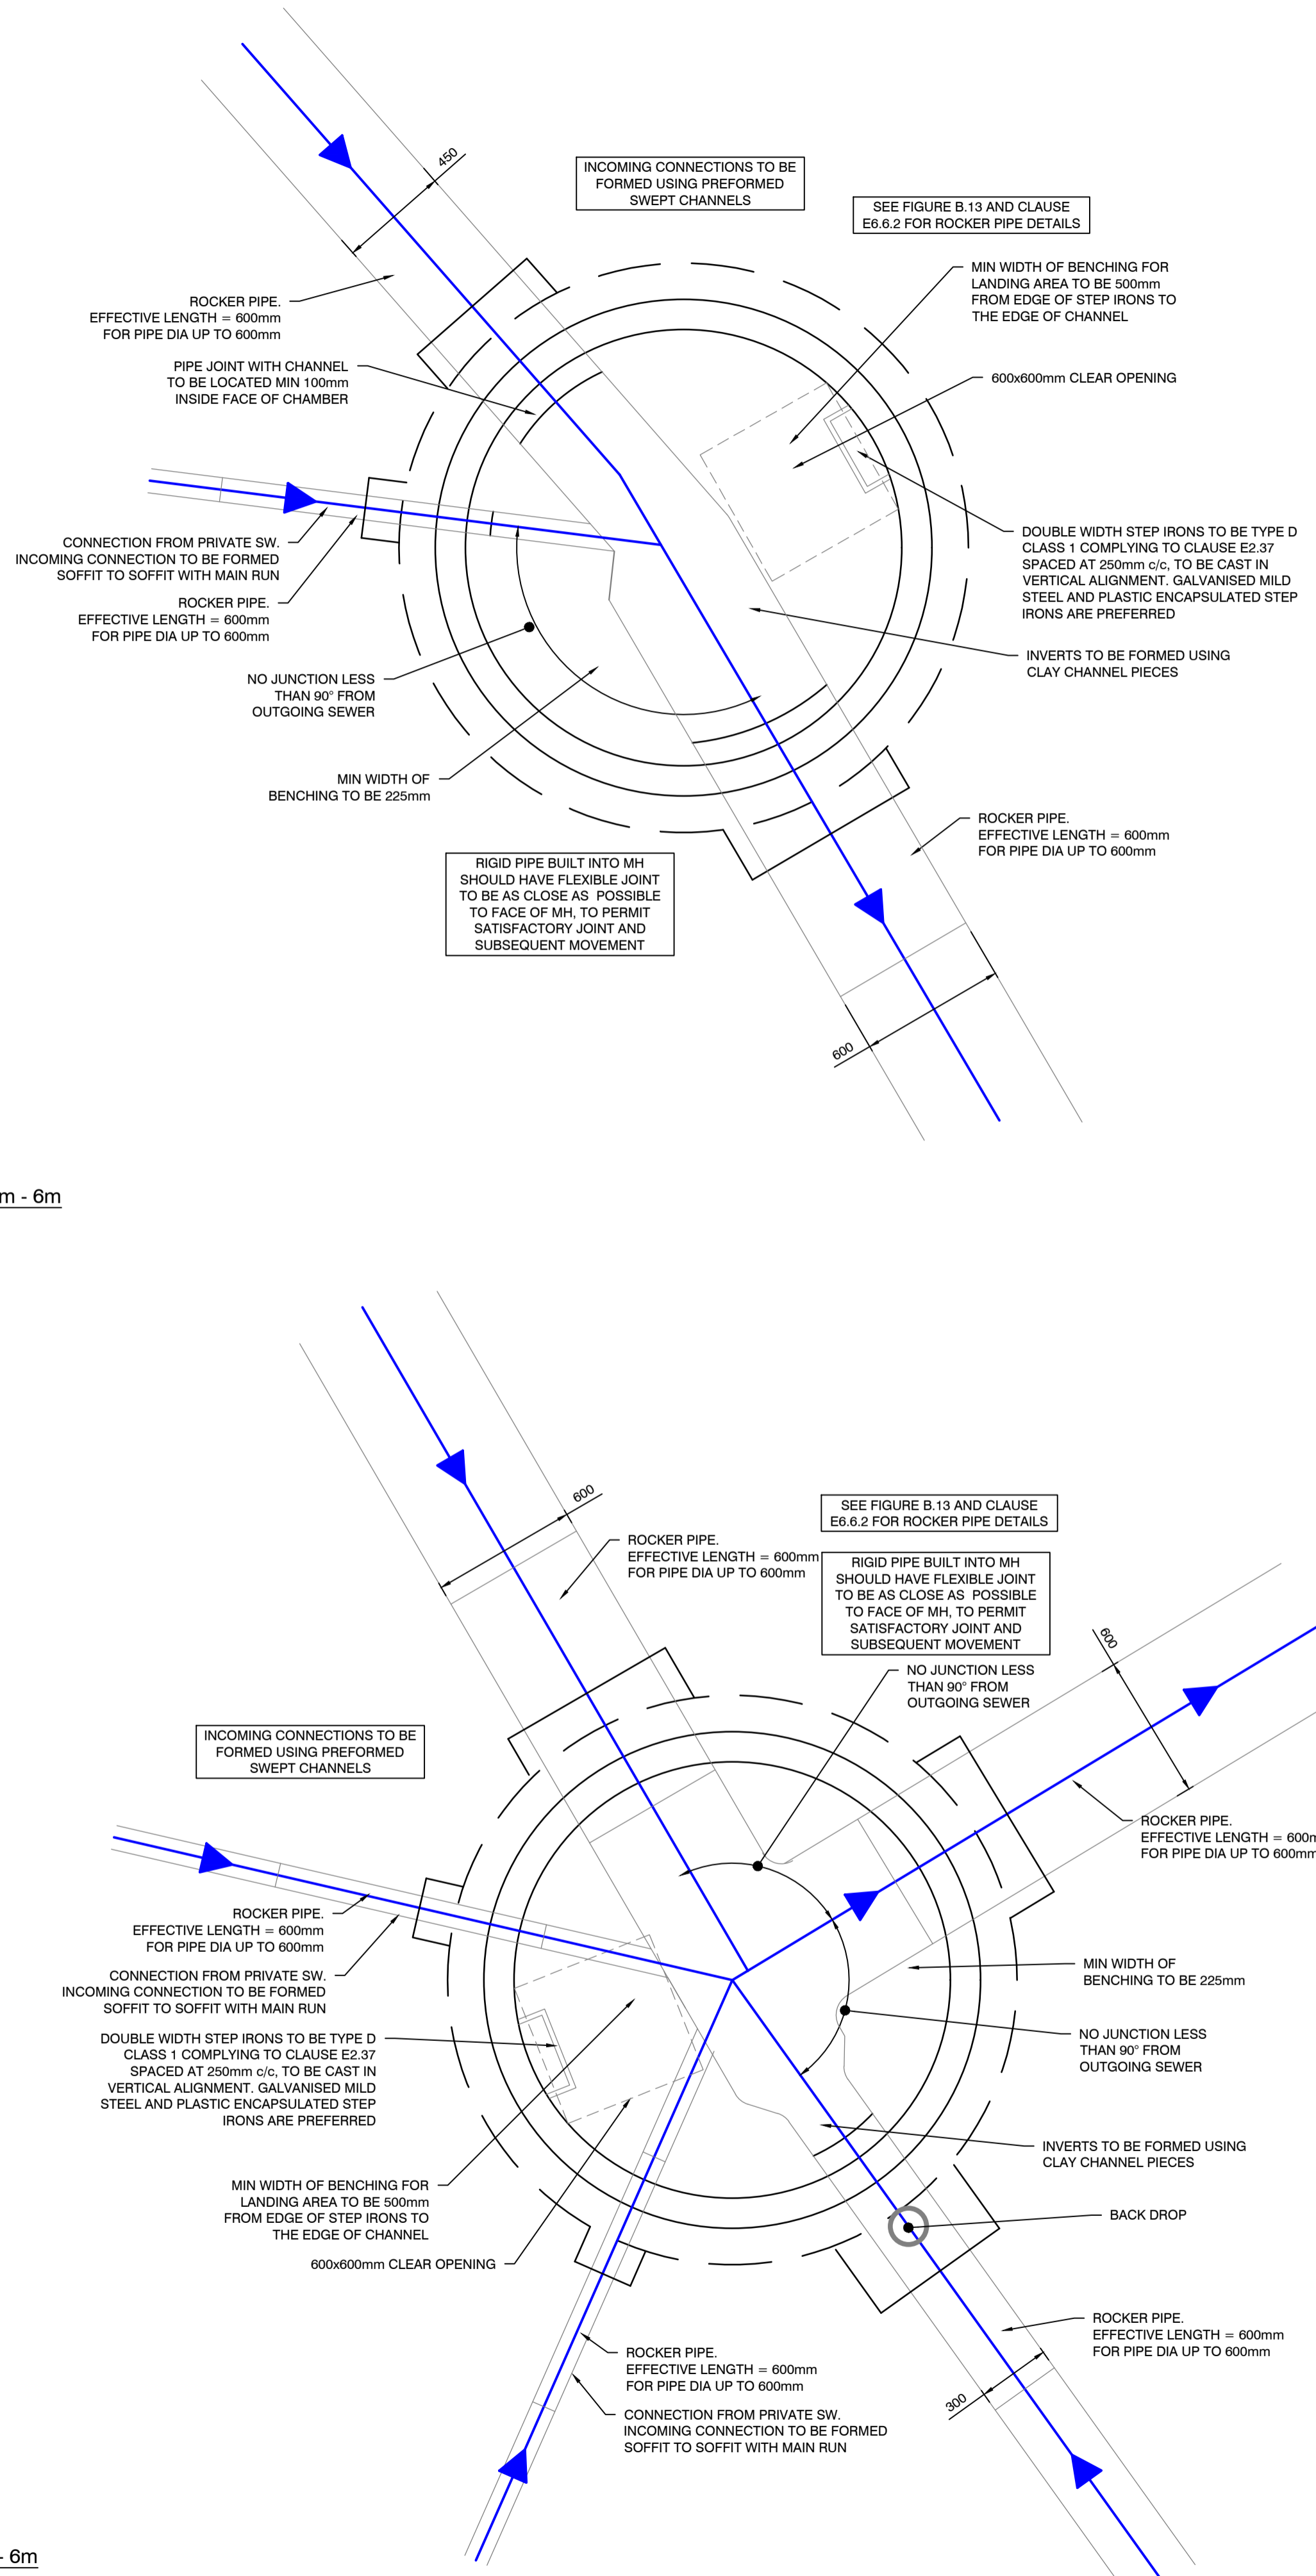 450
INCOMING CONNECTIONS TO BE
FORMED USING PREFORMED
SWEPT CHANNELS
SEE FIGURE B.13 AND CLAUSE
E6.6.2 FOR ROCKER PIPE DETAILS
MIN WIDTH OF BENCHING FOR
LANDING AREA TO BE 500mm
FROM EDGE OF STEP IRONS TO
THE EDGE OF CHANNEL
ROCKER PIPE.
EFFECTIVE LENGTH = 600mm
FOR PIPE DIA UP TO 600mm
PIPE JOINT WITH CHANNEL
TO BE LOCATED MIN 100mm
INSIDE FACE OF CHAMBER
600x600mm CLEAR OPENING
CONNECTION FROM PRIVATE SW.
INCOMING CONNECTION TO BE FORMED
SOFFIT TO SOFFIT WITH MAIN RUN
DOUBLE WIDTH STEP IRONS TO BE TYPE D
CLASS 1 COMPLYING TO CLAUSE E2.37
SPACED AT 250mm c/c, TO BE CAST IN
VERTICAL ALIGNMENT. GALVANISED MILD
STEEL AND PLASTIC ENCAPSULATED STEP
IRONS ARE PREFERRED
ROCKER PIPE.
EFFECTIVE LENGTH = 600mm
FOR PIPE DIA UP TO 600mm
INVERTS TO BE FORMED USING
CLAY CHANNEL PIECES
NO JUNCTION LESS
THAN 90° FROM
OUTGOING SEWER
MIN WIDTH OF
BENCHING TO BE 225mm
ROCKER PIPE.
EFFECTIVE LENGTH = 600mm
FOR PIPE DIA UP TO 600mm
RIGID PIPE BUILT INTO MH
SHOULD HAVE FLEXIBLE JOINT
TO BE AS CLOSE AS POSSIBLE
TO FACE OF MH, TO PERMIT
SATISFACTORY JOINT AND
SUBSEQUENT MOVEMENT
600
m - 6m
600
SEE FIGURE B.13 AND CLAUSE
E6.6.2 FOR ROCKER PIPE DETAILS
ROCKER PIPE.
EFFECTIVE LENGTH = 600mm
FOR PIPE DIA UP TO 600mm
RIGID PIPE BUILT INTO MH
SHOULD HAVE FLEXIBLE JOINT
TO BE AS CLOSE AS POSSIBLE
TO FACE OF MH, TO PERMIT
SATISFACTORY JOINT AND
SUBSEQUENT MOVEMENT
600
NO JUNCTION LESS
THAN 90° FROM
OUTGOING SEWER
INCOMING CONNECTIONS TO BE
FORMED USING PREFORMED
SWEPT CHANNELS
ROCKER PIPE.
EFFECTIVE LENGTH = 600m
FOR PIPE DIA UP TO 600mm
ROCKER PIPE.
EFFECTIVE LENGTH = 600mm
FOR PIPE DIA UP TO 600mm
MIN WIDTH OF
BENCHING TO BE 225mm
CONNECTION FROM PRIVATE SW.
INCOMING CONNECTION TO BE FORMED
SOFFIT TO SOFFIT WITH MAIN RUN
NO JUNCTION LESS
THAN 90° FROM
OUTGOING SEWER
DOUBLE WIDTH STEP IRONS TO BE TYPE D
CLASS 1 COMPLYING TO CLAUSE E2.37
SPACED AT 250mm c/c, TO BE CAST IN
VERTICAL ALIGNMENT. GALVANISED MILD
STEEL AND PLASTIC ENCAPSULATED STEP
IRONS ARE PREFERRED
INVERTS TO BE FORMED USING
CLAY CHANNEL PIECES
MIN WIDTH OF BENCHING FOR
LANDING AREA TO BE 500mm
FROM EDGE OF STEP IRONS TO
THE EDGE OF CHANNEL
BACK DROP
600x600mm CLEAR OPENING
ROCKER PIPE.
EFFECTIVE LENGTH = 600mm
FOR PIPE DIA UP TO 600mm
ROCKER PIPE.
EFFECTIVE LENGTH = 600mm
FOR PIPE DIA UP TO 600mm
300
CONNECTION FROM PRIVATE SW.
INCOMING CONNECTION TO BE FORMED
SOFFIT TO SOFFIT WITH MAIN RUN
- 6m